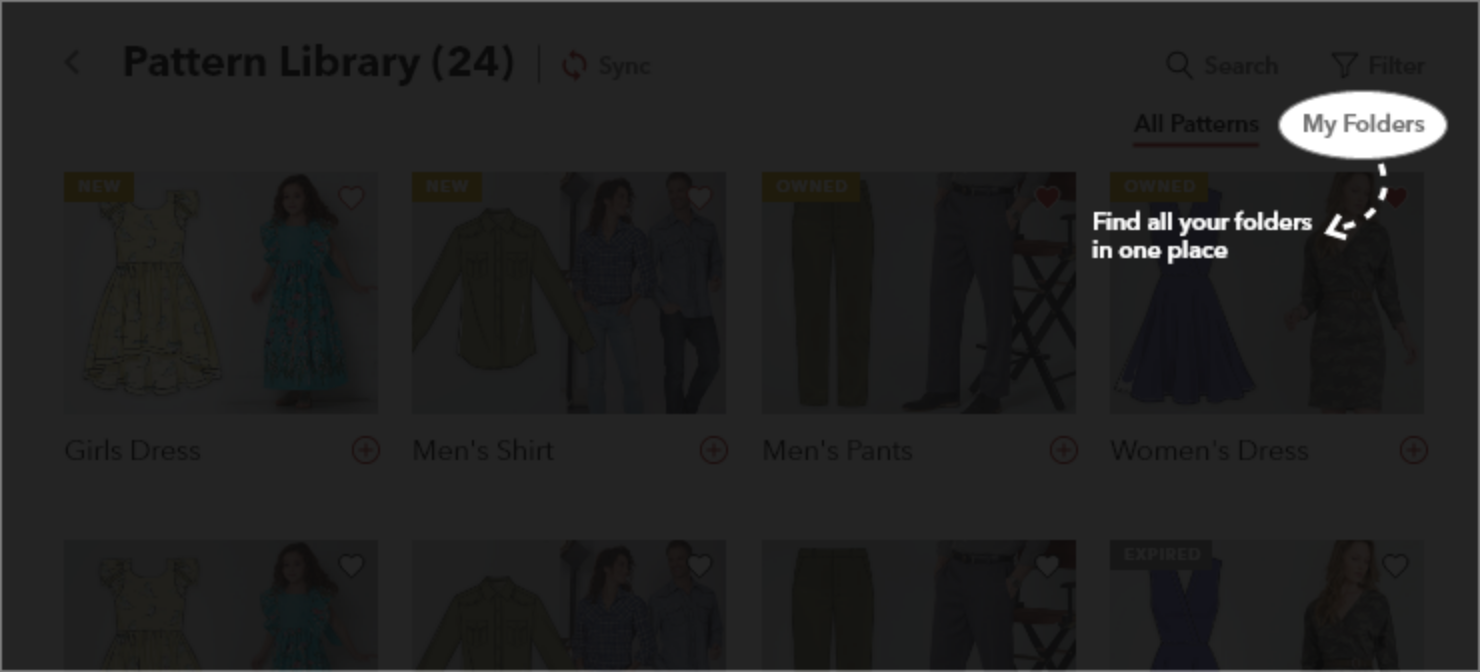 Pattern Library (24)
Sync
Search
Filter
All Patterns
My Folders
NEW
NEW
OWNED
OWNED
Find all your folders
in one place
Girls Dress
Men's Shirt
Men's Pants
Women's Dress
EXPIRED